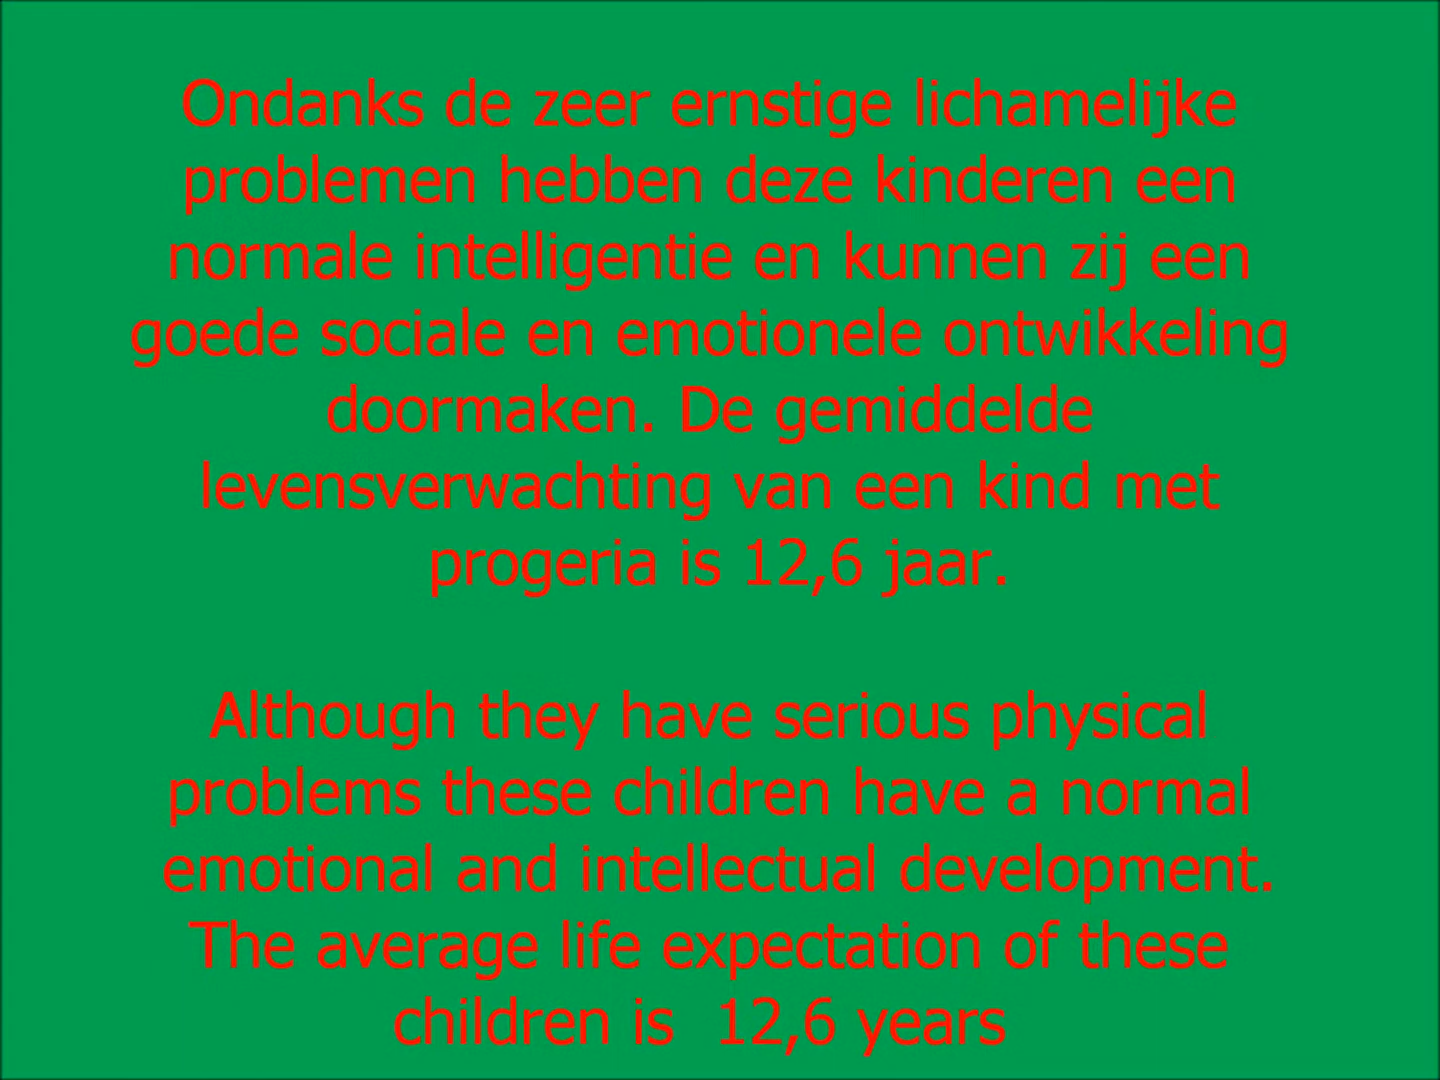 Ondanks de zeer ernstige lichamelijke
problemen hebben deze kinderen een
normale intelligentie en kunnen zij een
goede sociale en emotionele ontwikkeling
doormaken. De gemiddelde
levensverwachting van een kind met
progeria is 12,6 jaar.
Although they have serious physical
problems these children have a normal
emotional and intellectual development.
The average life expectation of these
children is  12,6 years